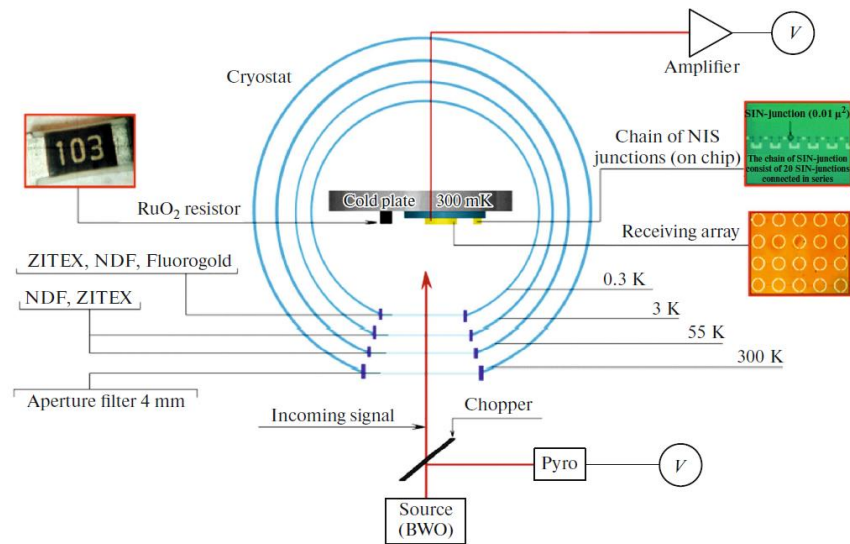 V
Amplifier
Cryostat
SIN-junction (0.01 μ²)
The chain of SIN-junction
consist of 20 SIN-junctions
connected in series
103
Chain of NIS
junctions (on chip)
Cold plate 300 mK
RuO₂ resistor
Receiving array
ZITEX, NDF, Fluorogold
0.3 K
NDF, ZITEX
3 K
55 K
300 K
Aperture filter 4 mm
Incoming signal
Chopper
Pyro
V
Source
(BWO)